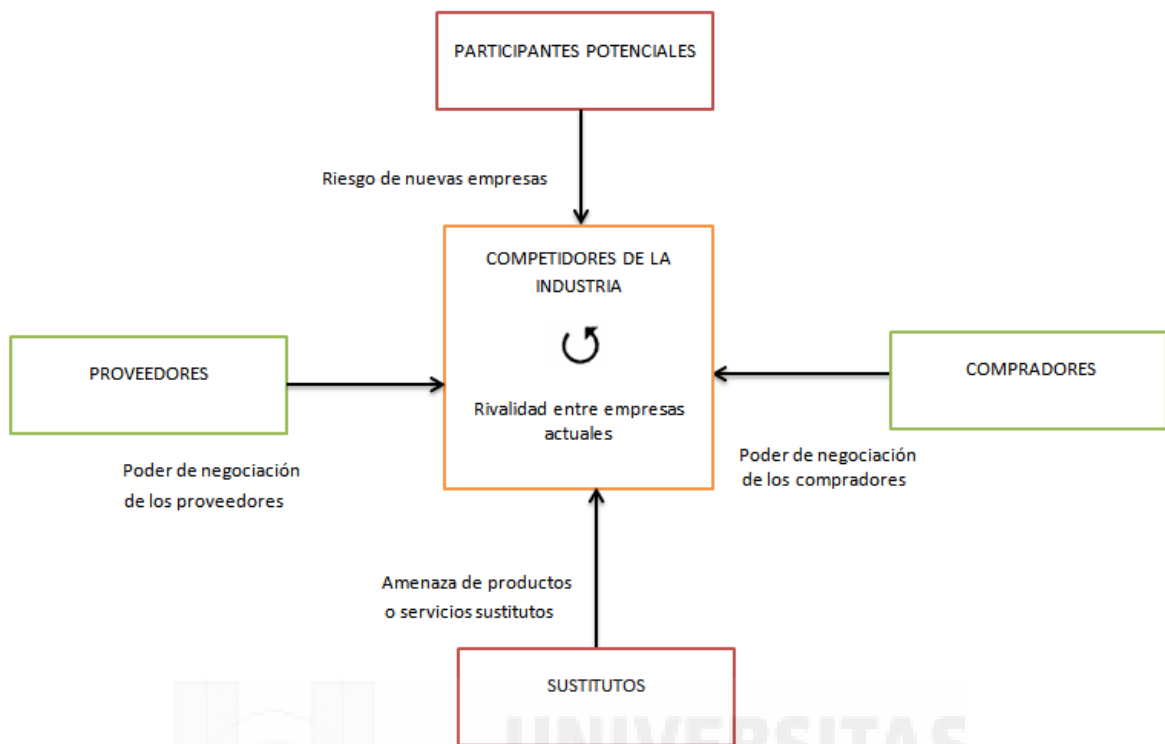 PARTICIPANTES POTENCIALES
Riesgo de nuevas empresas
COMPETIDORES DE LA
INDUSTRIA
PROVEEDORES
COMPRADORES
Rivalidad entre empresas
actuales
Poder de negociación
de los proveedores
Poder de negociación
de los compradores
Amenaza de productos
o servicios sustitutos
SUSTITUTOS
UNIVERSITAS